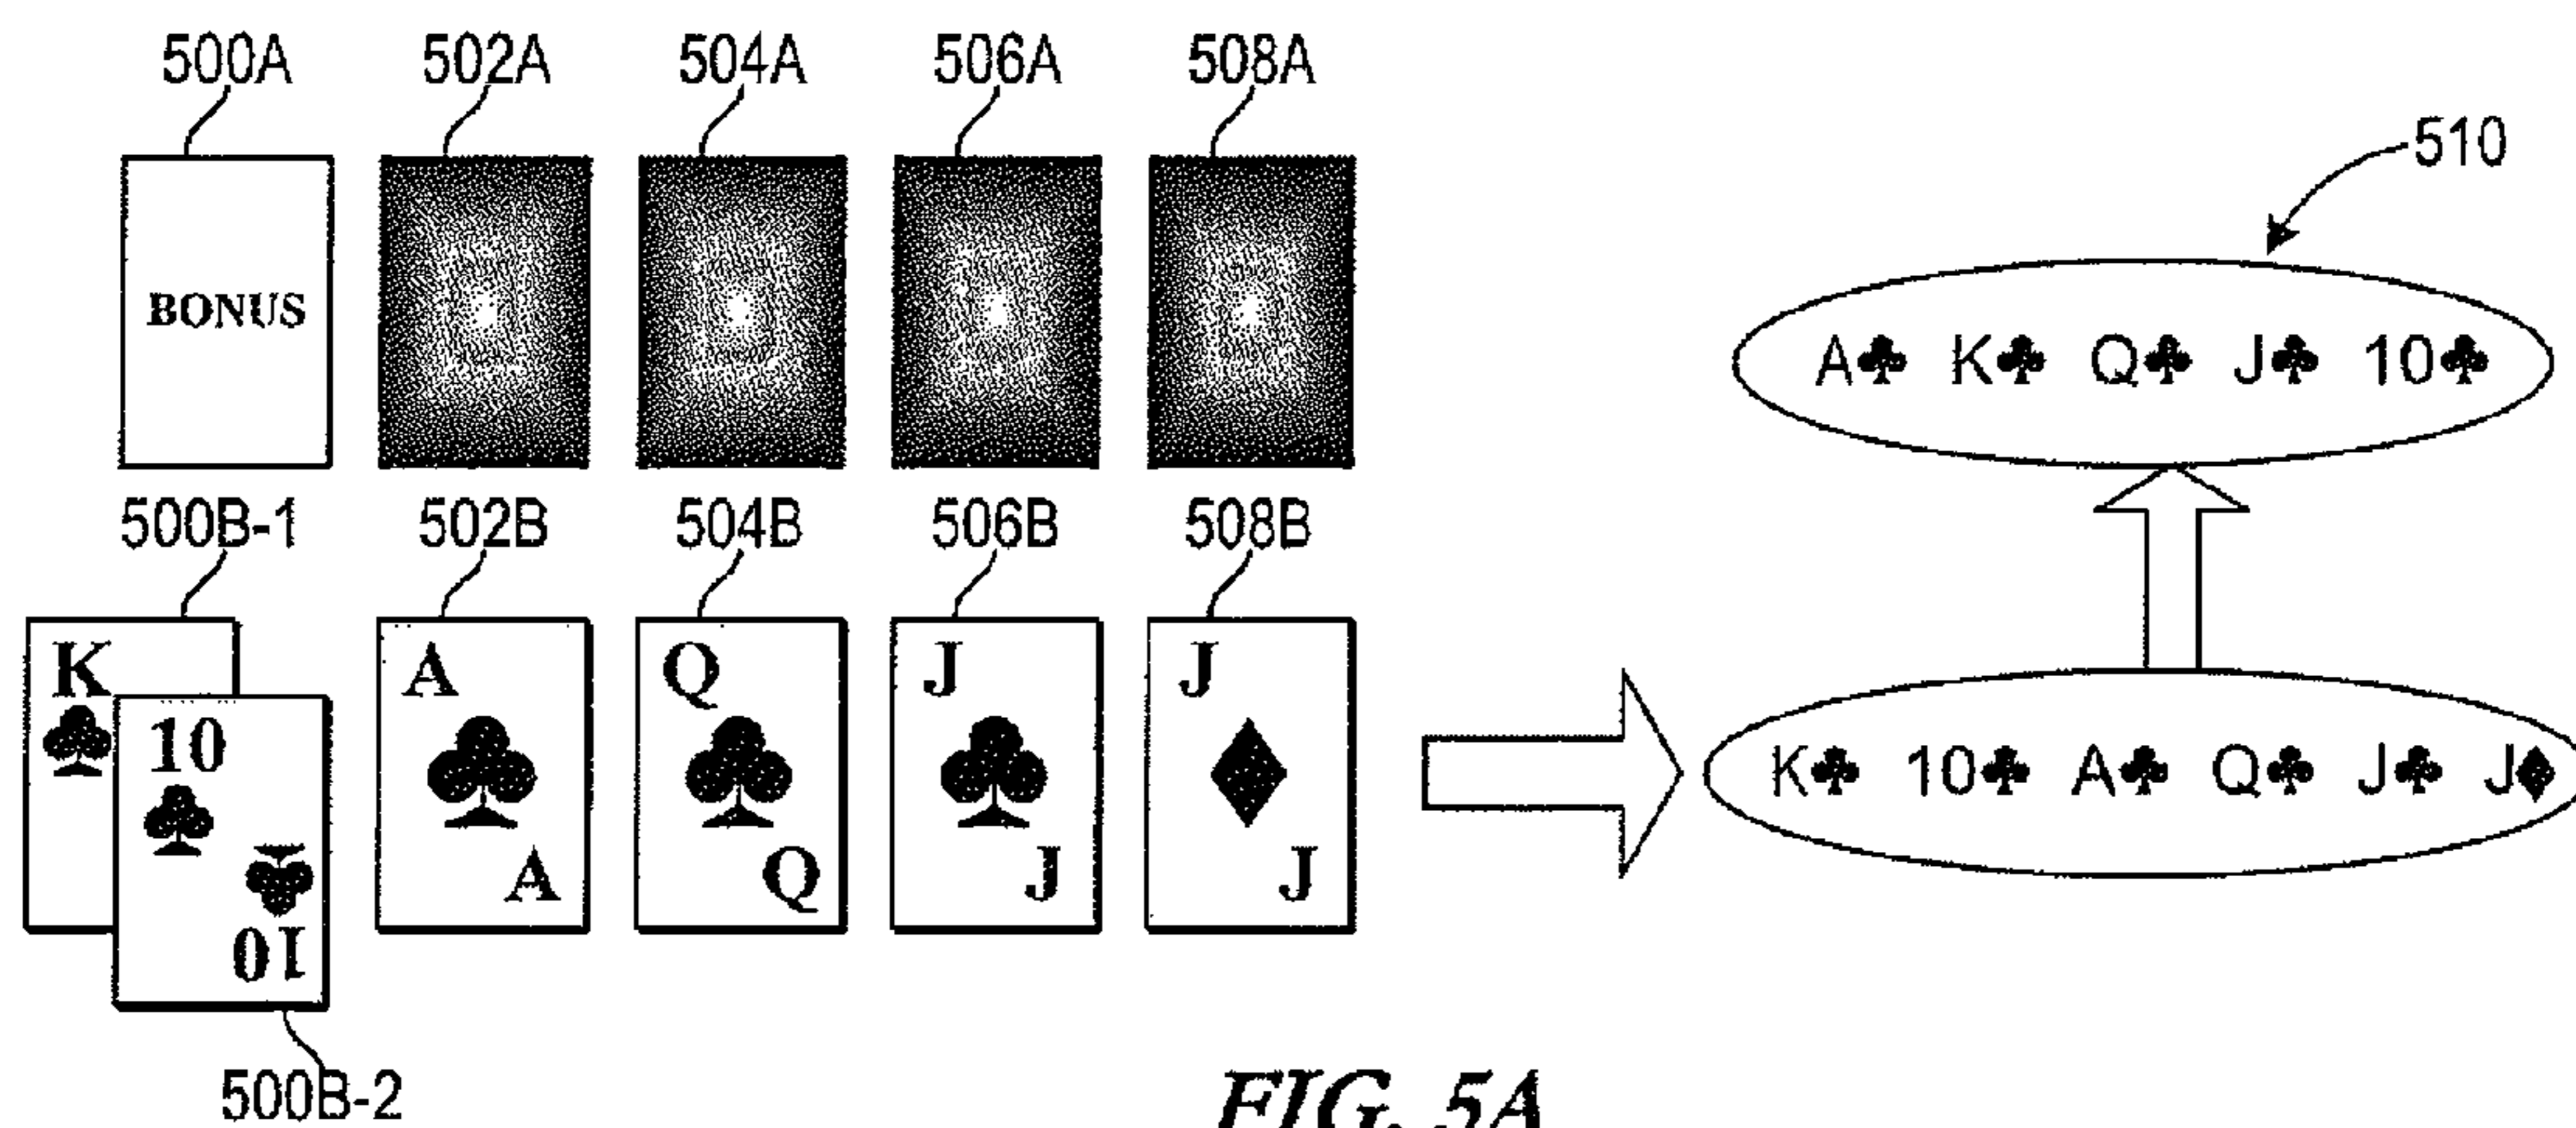 500A 502A 504A 506A 508A
510
BONUS
A♣ K♣ Q♣ J♣ 10♣
500B-1 502B 504B 506B 508B
K♣ 10♣ 10 A A Q Q J J J J
K♣ 10♣ A♣ Q♣ J♣ J♦
500B-2
FIG. 5A